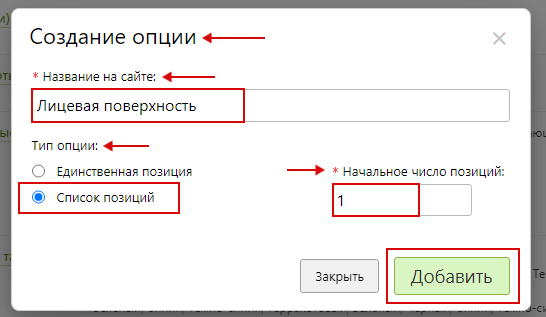 Создание опции
* Название на сайте:
Лицевая поверхность
Тип опции:
Единственная позиция
* Начальное число позиций:
Список позиций
1
Закрыть
Добавить